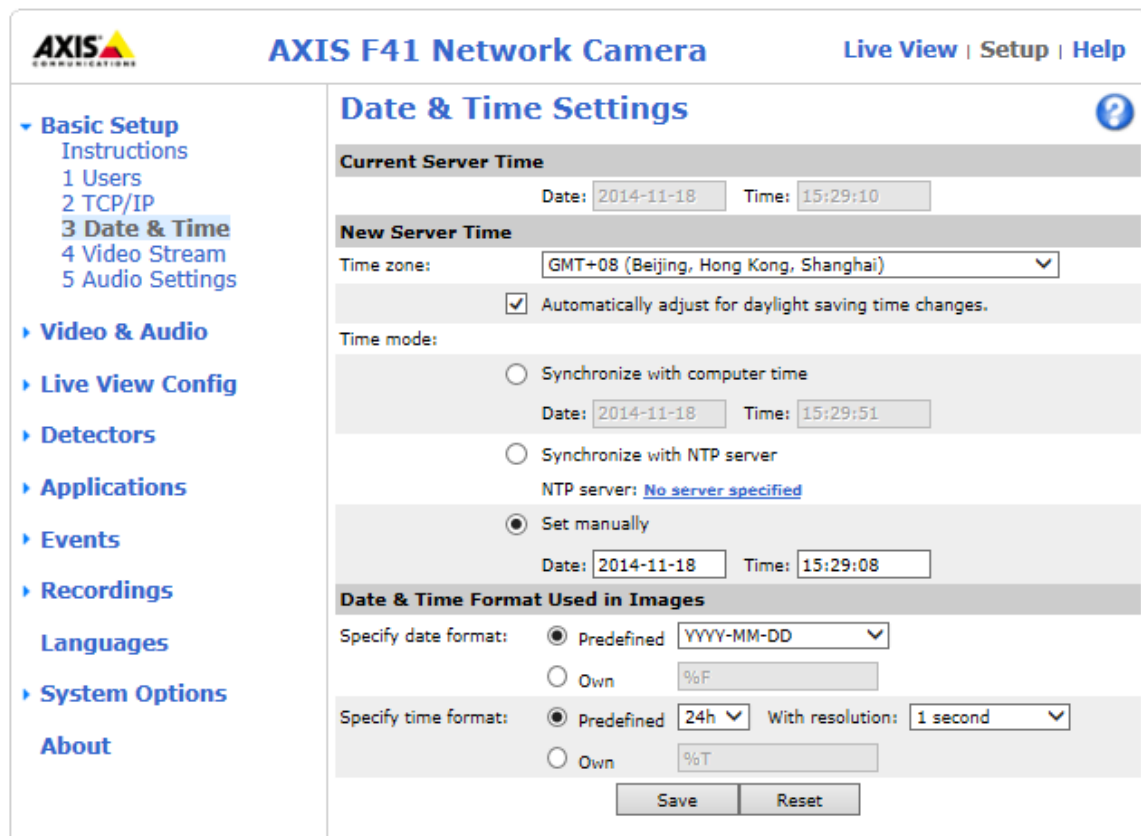 AXIS
COMMUNICATIONS
AXIS F41 Network Camera
Live View | Setup | Help
Basic Setup
Instructions
1 Users
2 TCP/IP
3 Date & Time
4 Video Stream
5 Audio Settings
Video & Audio
Live View Config
Detectors
Applications
Events
Recordings
Languages
System Options
About
Date & Time Settings
?
Current Server Time
Date: 2014-11-18 Time: 15:29:10
New Server Time
Time zone: GMT+08 (Beijing, Hong Kong, Shanghai)
Automatically adjust for daylight saving time changes.
Time mode:
Synchronize with computer time
Date: 2014-11-18 Time: 15:29:51
Synchronize with NTP server
NTP server: No server specified
Set manually
Date: 2014-11-18 Time: 15:29:08
Date & Time Format Used in Images
Specify date format: Predefined YYYY-MM-DD
Own %F
Specify time format: Predefined 24h With resolution: 1 second
Own %T
Save Reset